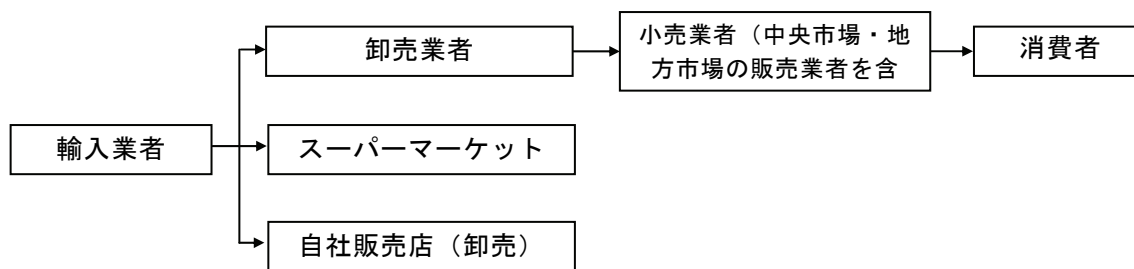 卸売業者
小売業者（中央市場・地
方市場の販売業者を含
消費者
輸入業者
スーパーマーケット
自社販売店（卸売）